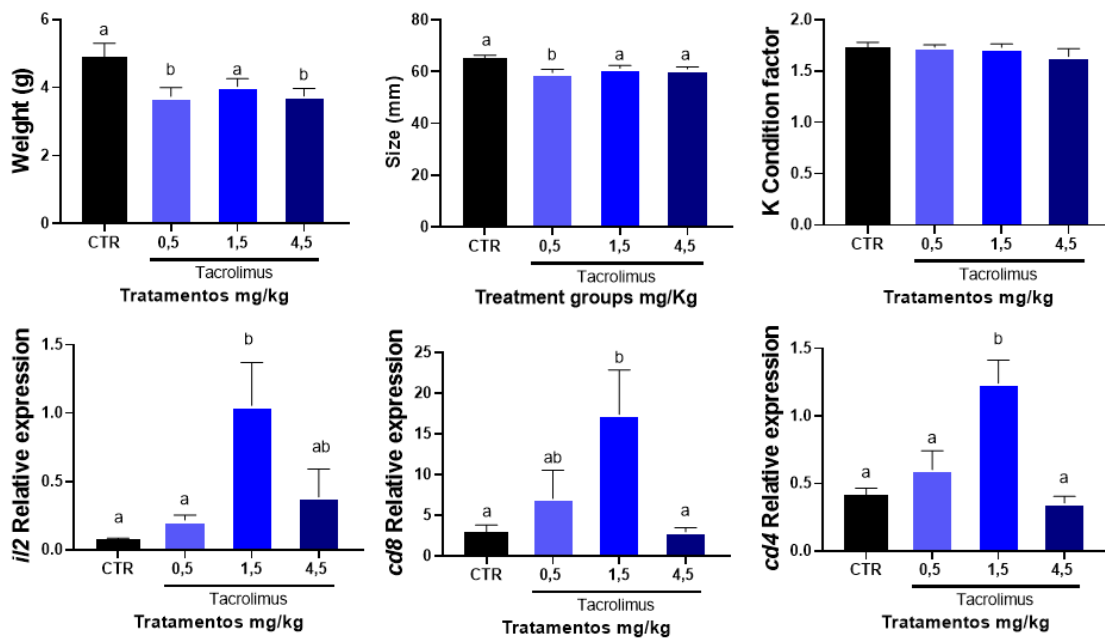 Weight (g)
6
4
2
0
a
b
a
b
CTR
0,5
1,5
4,5
Tacrolimus
Tratamentos mg/kg
Size (mm)
80
60
40
20
0
a
b
a
a
CTR
0,5
1,5
4,5
Tacrolimus
Treatment groups mg/Kg
K Condition factor
2.0
1.5
1.0
0.5
0.0
CTR
0,5
1,5
4,5
Tacrolimus
Tratamentos mg/kg
il2 Relative expression
1.5
1.0
0.5
0.0
a
a
b
ab
CTR
0,5
1,5
4,5
Tacrolimus
Tratamentos mg/kg
cd8 Relative expression
25
20
15
10
5
0
a
ab
b
a
CTR
0,5
1,5
4,5
Tacrolimus
Tratamentos mg/kg
cd4 Relative expression
1.5
1.0
0.5
0.0
a
a
b
a
CTR
0,5
1,5
4,5
Tacrolimus
Tratamentos mg/kg